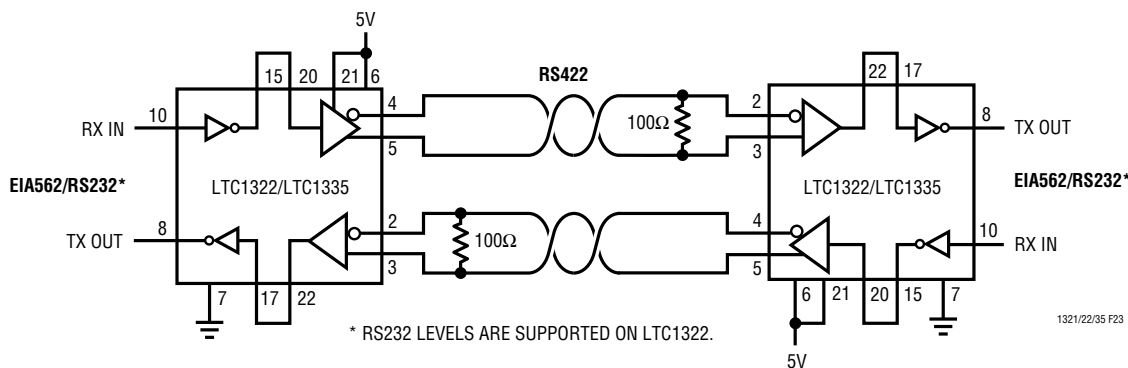 5V
15 20 21 6 RS422 22 17
10 4 2 8
RX IN 100Ω TX OUT
5 3
EIA562/RS232* LTC1322/LTC1335 LTC1322/LTC1335 EIA562/RS232*
8 2 4 10
TX OUT 100Ω RX IN
3 5
7 17 22 6 21 20 15 7
* RS232 LEVELS ARE SUPPORTED ON LTC1322.
1321/22/35 F23
5V